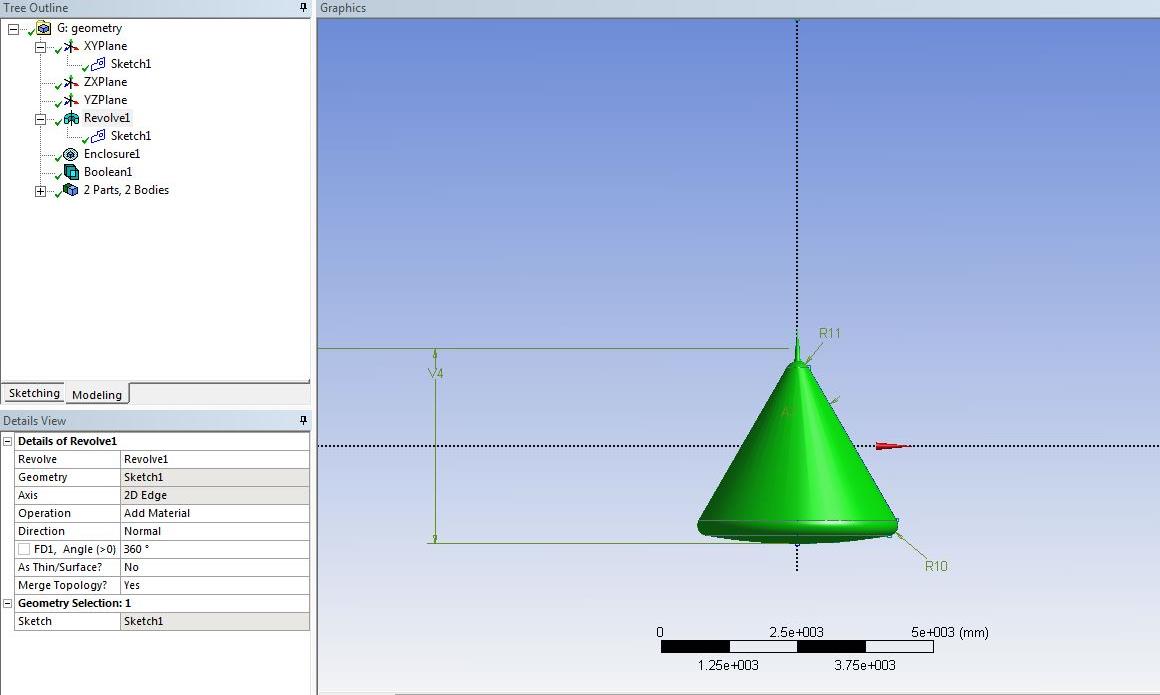 Tree Outline
G: geometry
XYPlane
Sketch1
ZXPlane
YZPlane
Revolve1
Sketch1
Enclosure1
Boolean1
2 Parts, 2 Bodies
Sketching Modeling
Details View
Details of Revolve1
Revolve Revolve1
Geometry Sketch1
Axis 2D Edge
Operation Add Material
Direction Normal
FD1, Angle (>0) 360 °
As Thin/Surface? No
Merge Topology? Yes
Geometry Selection: 1
Sketch Sketch1
Graphics
R11
V4
R10
0 2.5e+003 5e+003 (mm)
1.25e+003 3.75e+003